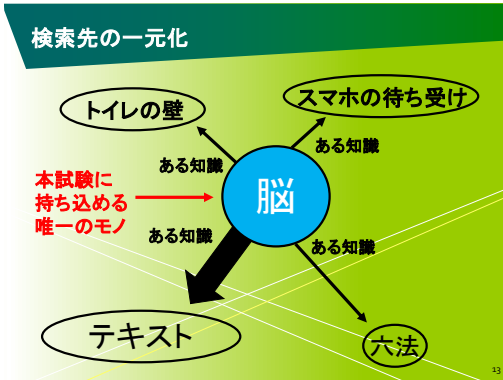 検索先の一元化
トイレの壁
スマホの待ち受け
ある知識
ある知識
本試験に
持ち込める
唯一のモノ
脳
ある知識
ある知識
テキスト
六法
13